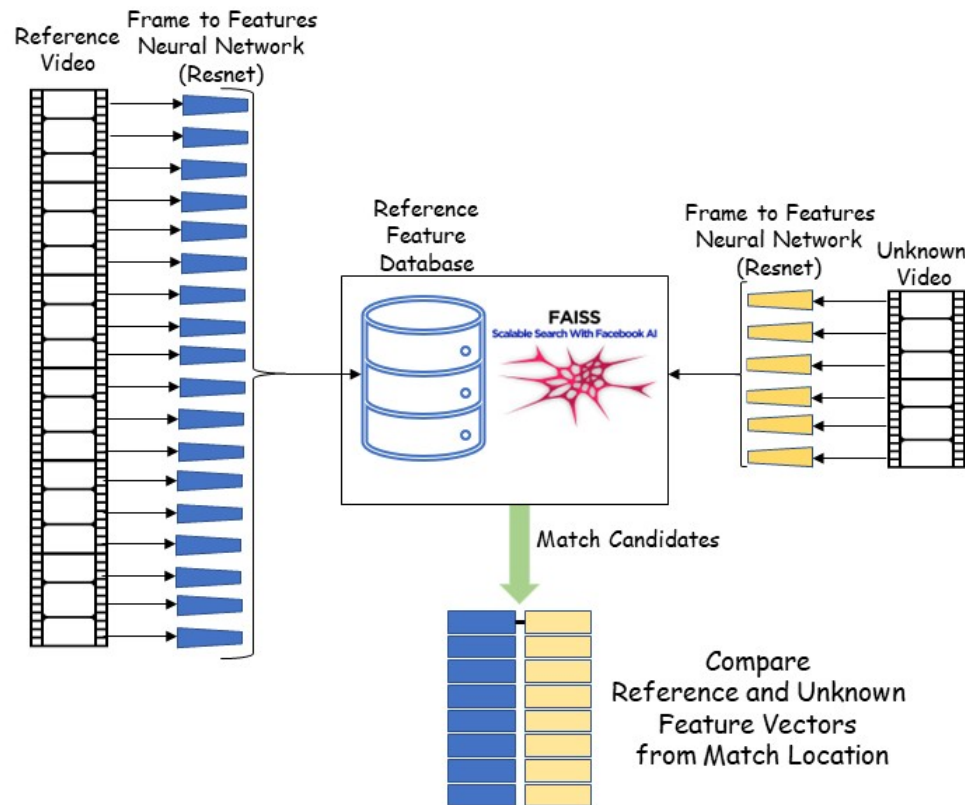 Reference
Video
Frame to Features
Neural Network
(Resnet)
Reference
Feature
Database
FAISS
Scalable Search With Facebook AI
Frame to Features
Neural Network
(Resnet)
Unknown
Video
Match Candidates
Compare
Reference and Unknown
Feature Vectors
from Match Location